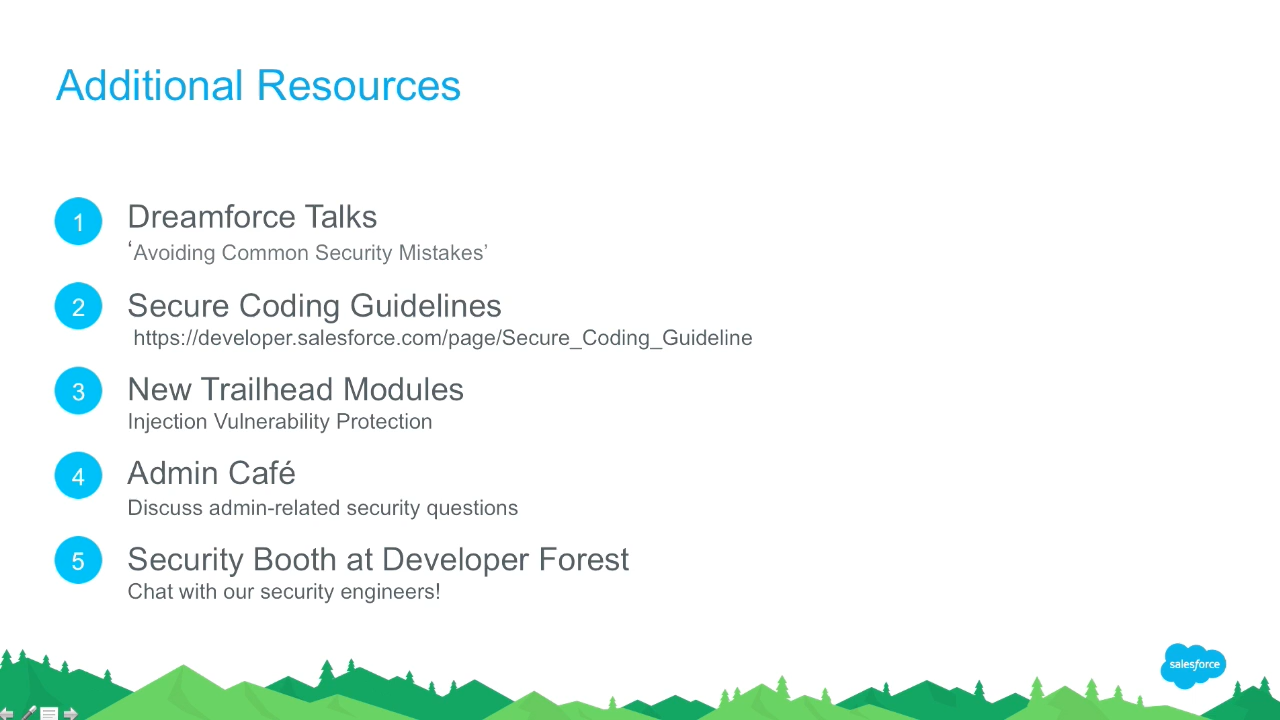 Additional Resources
1
Dreamforce Talks
‘Avoiding Common Security Mistakes’
2
Secure Coding Guidelines
https://developer.salesforce.com/page/Secure_Coding_Guideline
3
New Trailhead Modules
Injection Vulnerability Protection
4
Admin Café
Discuss admin-related security questions
5
Security Booth at Developer Forest
Chat with our security engineers!
salesforce